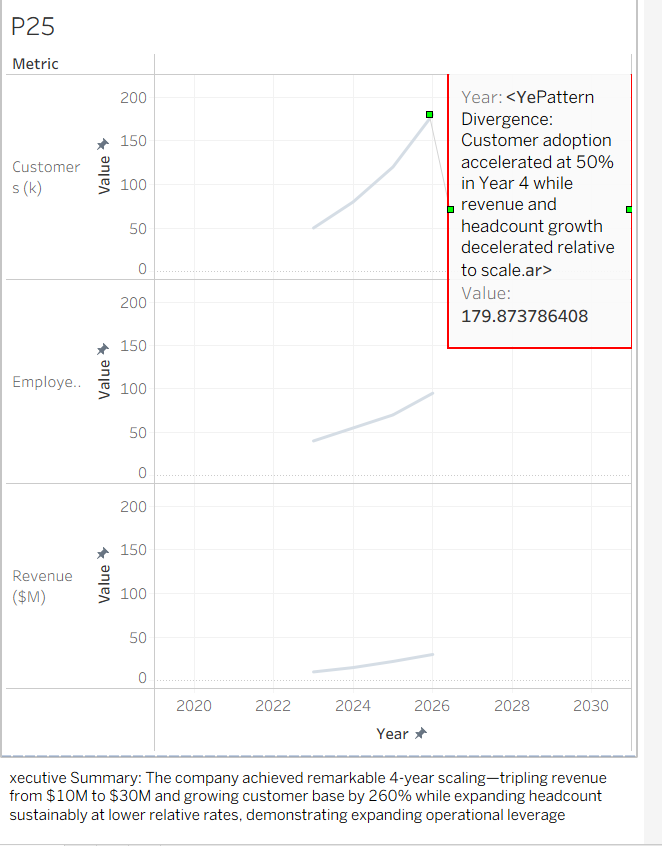 P25
Metric
Customer
s (k)
Value
200
150
100
50
0
Year: <YePattern
Divergence:
Customer adoption
accelerated at 50%
in Year 4 while
revenue and
headcount growth
decelerated relative
to scale.ar>
Value:
179.873786408
Employe..
Value
200
150
100
50
0
Revenue
($M)
Value
200
150
100
50
0
2020 2022 2024 2026 2028 2030
Year
xecutive Summary: The company achieved remarkable 4-year scaling—tripling revenue
from $10M to $30M and growing customer base by 260% while expanding headcount
sustainably at lower relative rates, demonstrating expanding operational leverage